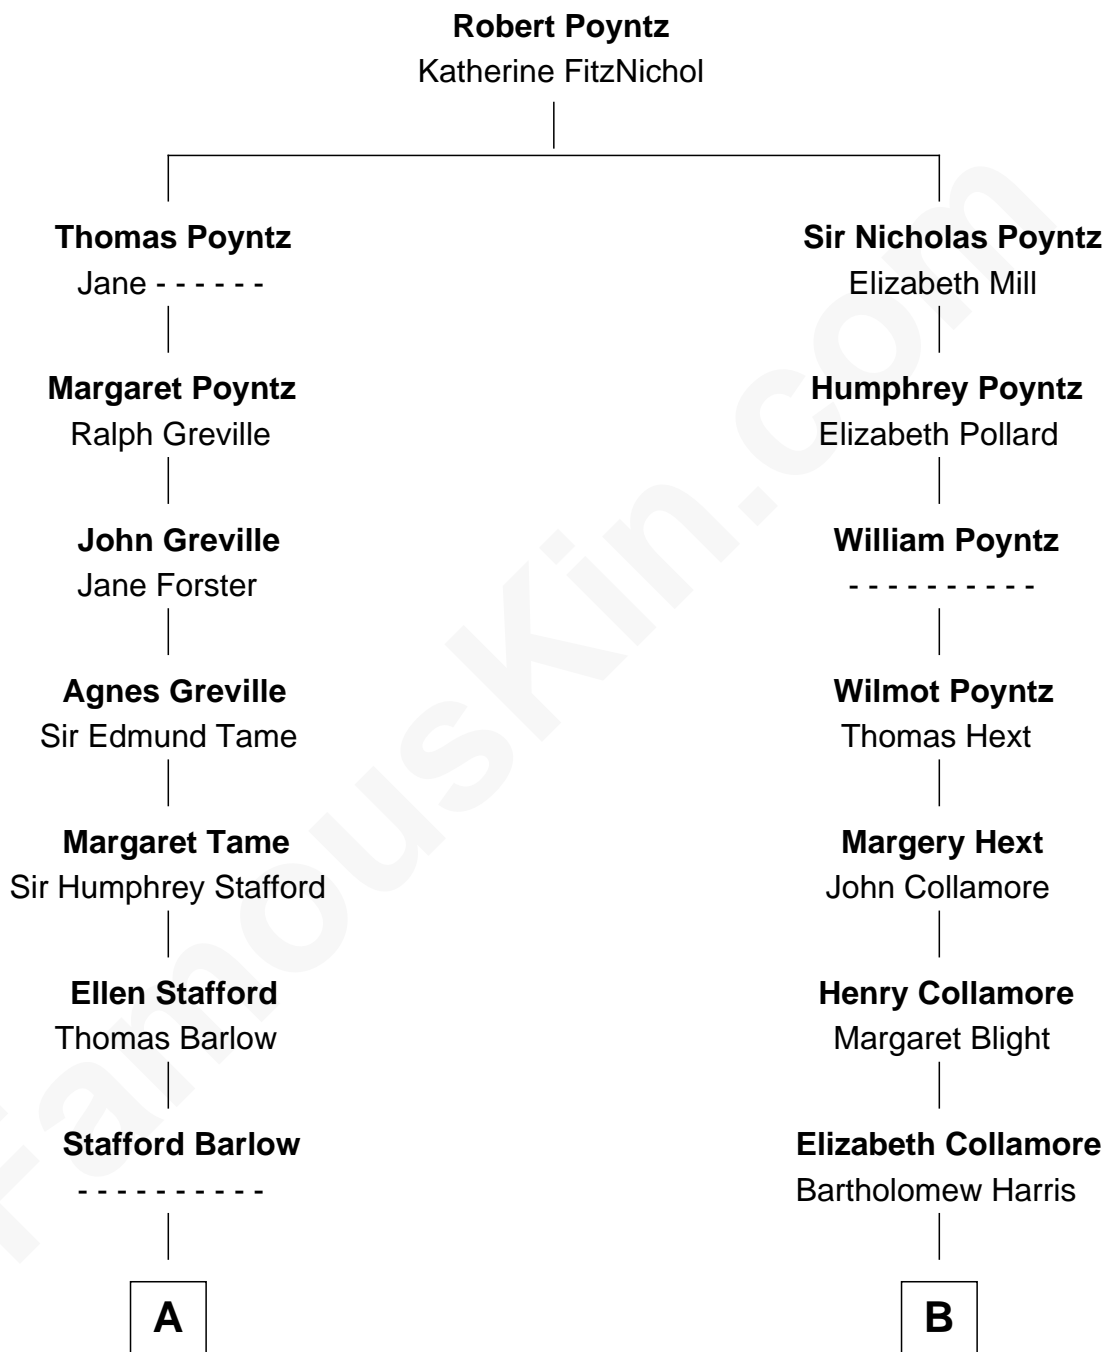 Robert Poyntz
Katherine FitzNichol
Thomas Poyntz
Jane - - - - - -
Margaret Poyntz
Ralph Greville
John Greville
Jane Forster
Agnes Greville
Sir Edmund Tame
Margaret Tame
Sir Humphrey Stafford
Ellen Stafford
Thomas Barlow
Stafford Barlow
- - - - - - - - - -
A
Sir Nicholas Poyntz
Elizabeth Mill
Humphrey Poyntz
Elizabeth Pollard
William Poyntz
- - - - - - - - - -
Wilmot Poyntz
Thomas Hext
Margery Hext
John Collamore
Henry Collamore
Margaret Blight
Elizabeth Collamore
Bartholomew Harris
B
FamousKin.com